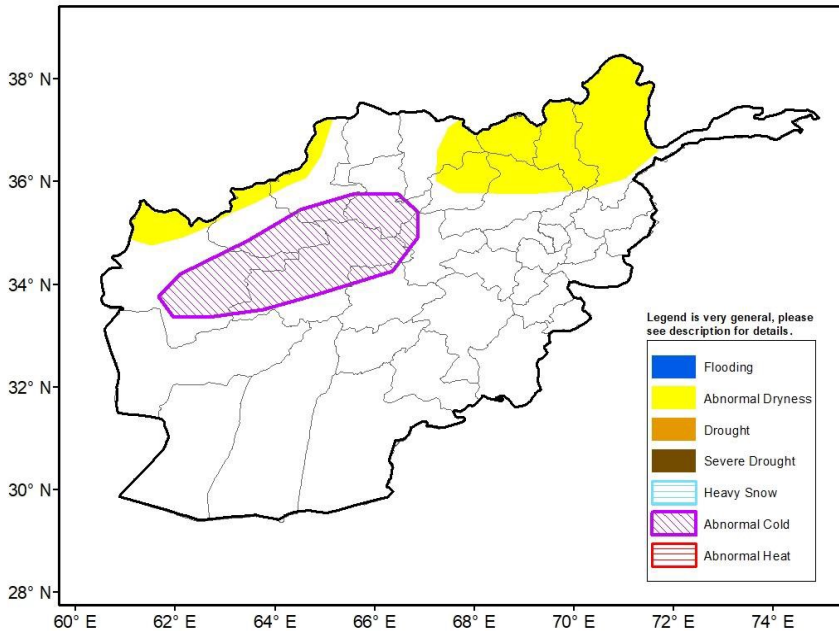 38° N
36° N
34° N
32° N
30° N
28° N
60° E
62° E
64° E
66° E
68° E
70° E
72° E
74° E
Legend is very general, please
see description for details.
Flooding
Abnormal Dryness
Drought
Severe Drought
Heavy Snow
Abnormal Cold
Abnormal Heat